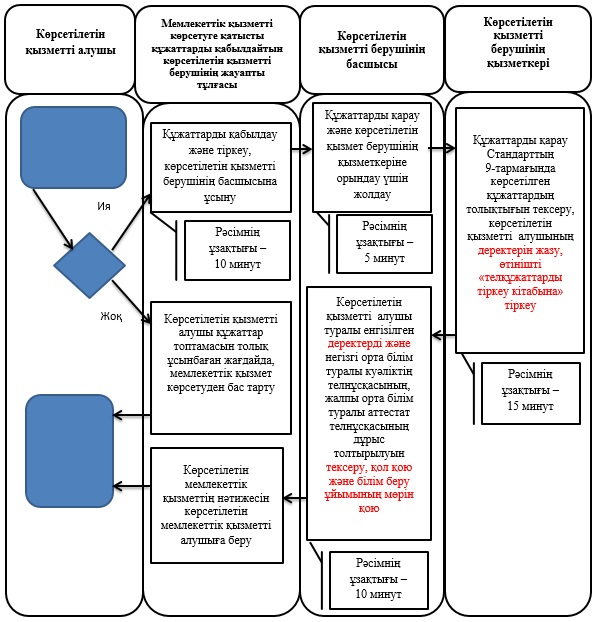 Көрсетілетін
қызметті алушы
Мемлекеттік қызметті
көрсетуге қатысты
құжаттарды қабылдайтын
көрсетілетін қызметті
берушінің жауапты
тұлғасы
Көрсетілетін
қызметті берушінің
басшысы
Көрсетілетін
қызметті
берушінің
қызметкері
Ия
Жоқ
Құжаттарды қабылдау
және тіркеу,
көрсетілетін қызметті
берушінің басшысына
ұсыну
Рәсімнің
ұзақтығы –
10 минут
Құжаттарды қарау
және көрсетілетін
қызмет берушінің
қызметкеріне
орындау үшін
жолдау
Рәсімнің
ұзақтығы –
5 минут
Құжаттарды қарау
Стандарттың
9-тармағында
көрсетілген
құжаттардың
толықтығын тексеру,
көрсетілетін
қызметті алушының
деректерін жазу,
өтінішті
«телқұжаттарды
тіркеу кітабына»
тіркеу
Рәсімнің
ұзақтығы –
15 минут
Көрсетілетін қызметті
алушы құжаттар
топтамасын толық
ұсынбаған жағдайда,
мемлекеттік қызмет
көрсетуден бас тарту
Көрсетілетін
қызметті алушы
туралы енгізілген
деректерді және
негізгі орта білім
туралы куәліктің
телнұсқасының,
жалпы орта білім
туралы аттестат
телнұсқасының
дұрыс
толтырылуын
тексеру, қол қою
және білім беру
ұйымының мөрін
қою
Рәсімнің
ұзақтығы –
10 минут
Көрсетілетін
мемлекеттік
қызметтің нәтижесін
көрсетілетін
мемлекеттік қызметті
алушыға беру